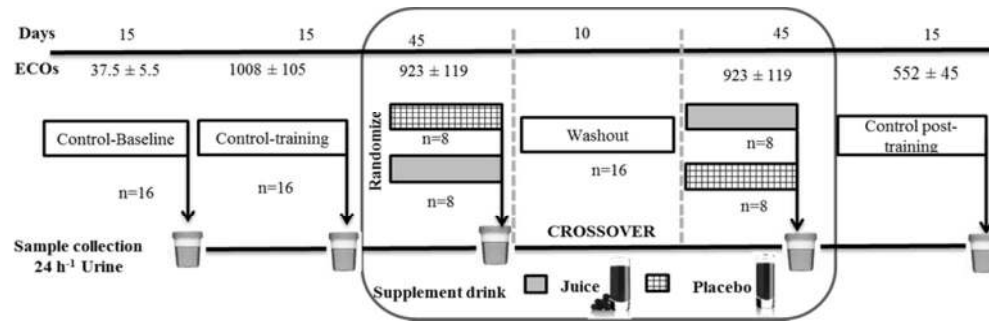 Days 15 15 45 10 45 15
ECOs 37.5 ± 5.5 1008 ± 105 923 ± 119 923 ± 119 552 ± 45
Randomize
Control-Baseline
Control-training
n=8
Washout
n=8
Control post-
training
n=16
n=16
n=8
n=16
n=8
CROSSOVER
Sample collection
24 h⁻¹ Urine
Supplement drink Juice Placebo